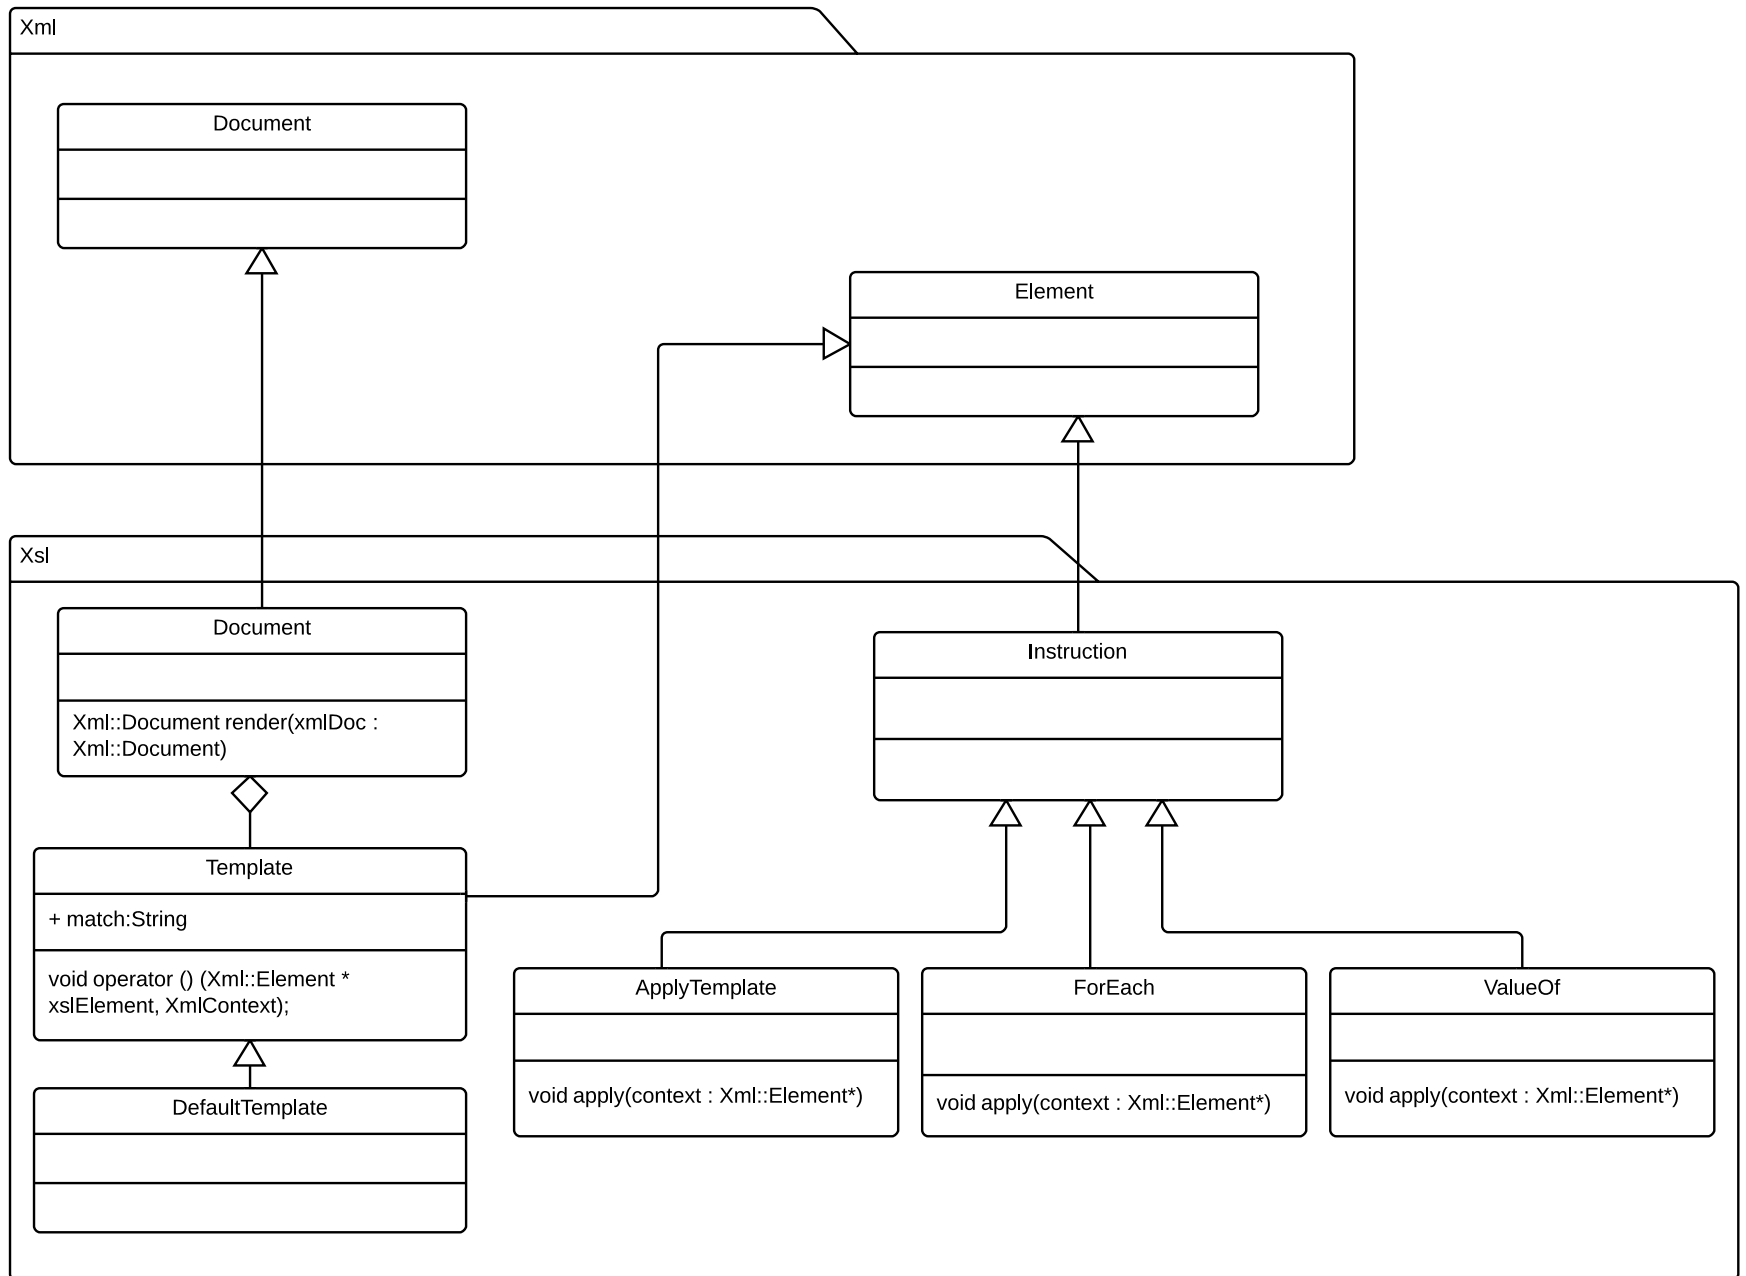 Xml
Document
Element
Xsl
Document
Xml::Document render(xmlDoc :
Xml::Document)
Instruction
Template
+ match:String
void operator () (Xml::Element *
xslElement, XmlContext);
ApplyTemplate
void apply(context : Xml::Element*)
ForEach
void apply(context : Xml::Element*)
ValueOf
void apply(context : Xml::Element*)
DefaultTemplate